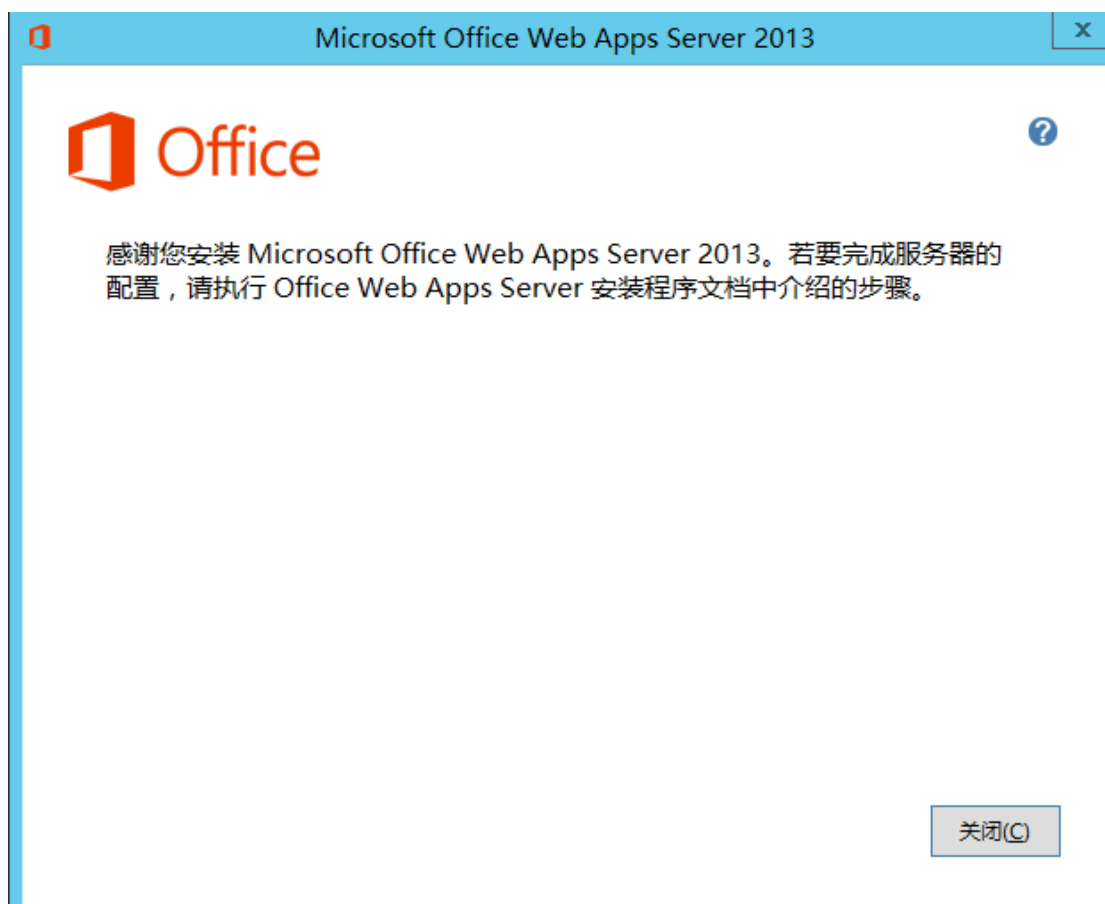 Microsoft Office Web Apps Server 2013
x
Office
?
感谢您安装 Microsoft Office Web Apps Server 2013。若要完成服务器的
配置，请执行 Office Web Apps Server 安装程序文档中介绍的步骤。
关闭(C)